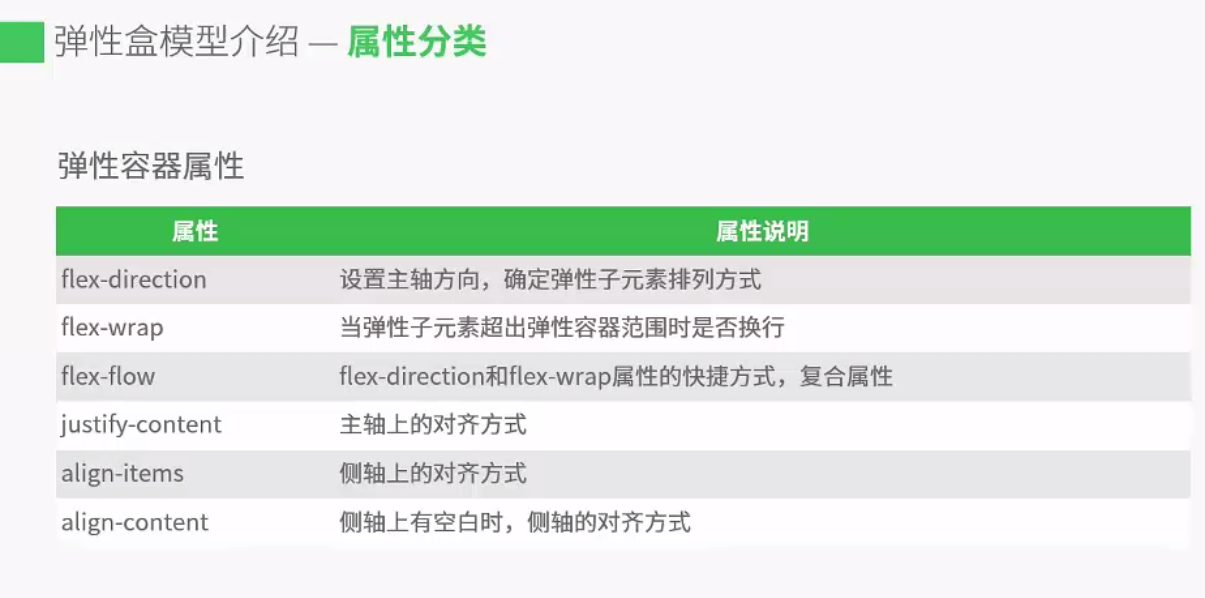 弹性盒模型介绍 — 属性分类
弹性容器属性
属性 属性说明
flex-direction 设置主轴方向，确定弹性子元素排列方式
flex-wrap 当弹性子元素超出弹性容器范围时是否换行
flex-flow flex-direction和flex-wrap属性的快捷方式，复合属性
justify-content 主轴上的对齐方式
align-items 侧轴上的对齐方式
align-content 侧轴上有空白时，侧轴的对齐方式